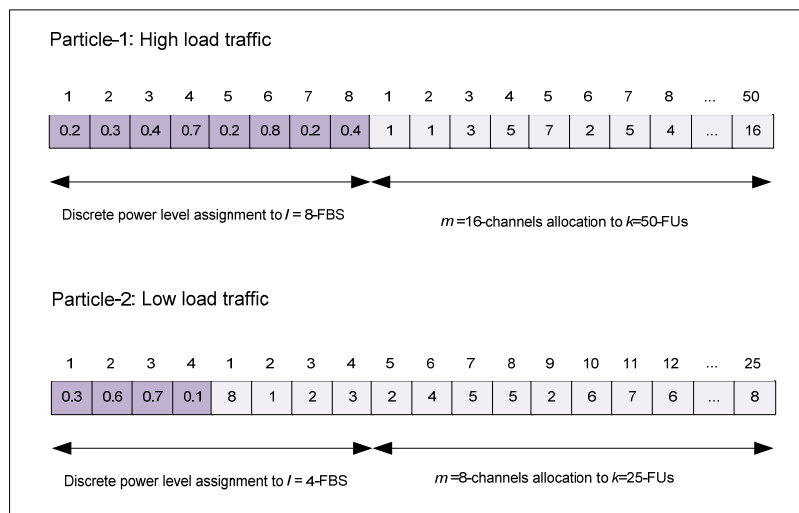 Particle-1: High load traffic
1 2 3 4 5 6 7 8 1 2 3 4 5 6 7 8 ... 50
0.2 0.3 0.4 0.7 0.2 0.8 0.2 0.4 1 1 3 5 7 2 5 4 ... 16
Discrete power level assignment to l = 8-FBS m=16-channels allocation to k=50-FUs
Particle-2: Low load traffic
1 2 3 4 1 2 3 4 5 6 7 8 9 10 11 12 ... 25
0.3 0.6 0.7 0.1 8 1 2 3 2 4 5 5 2 6 7 6 ... 8
Discrete power level assignment to l = 4-FBS m=8-channels allocation to k=25-FUs